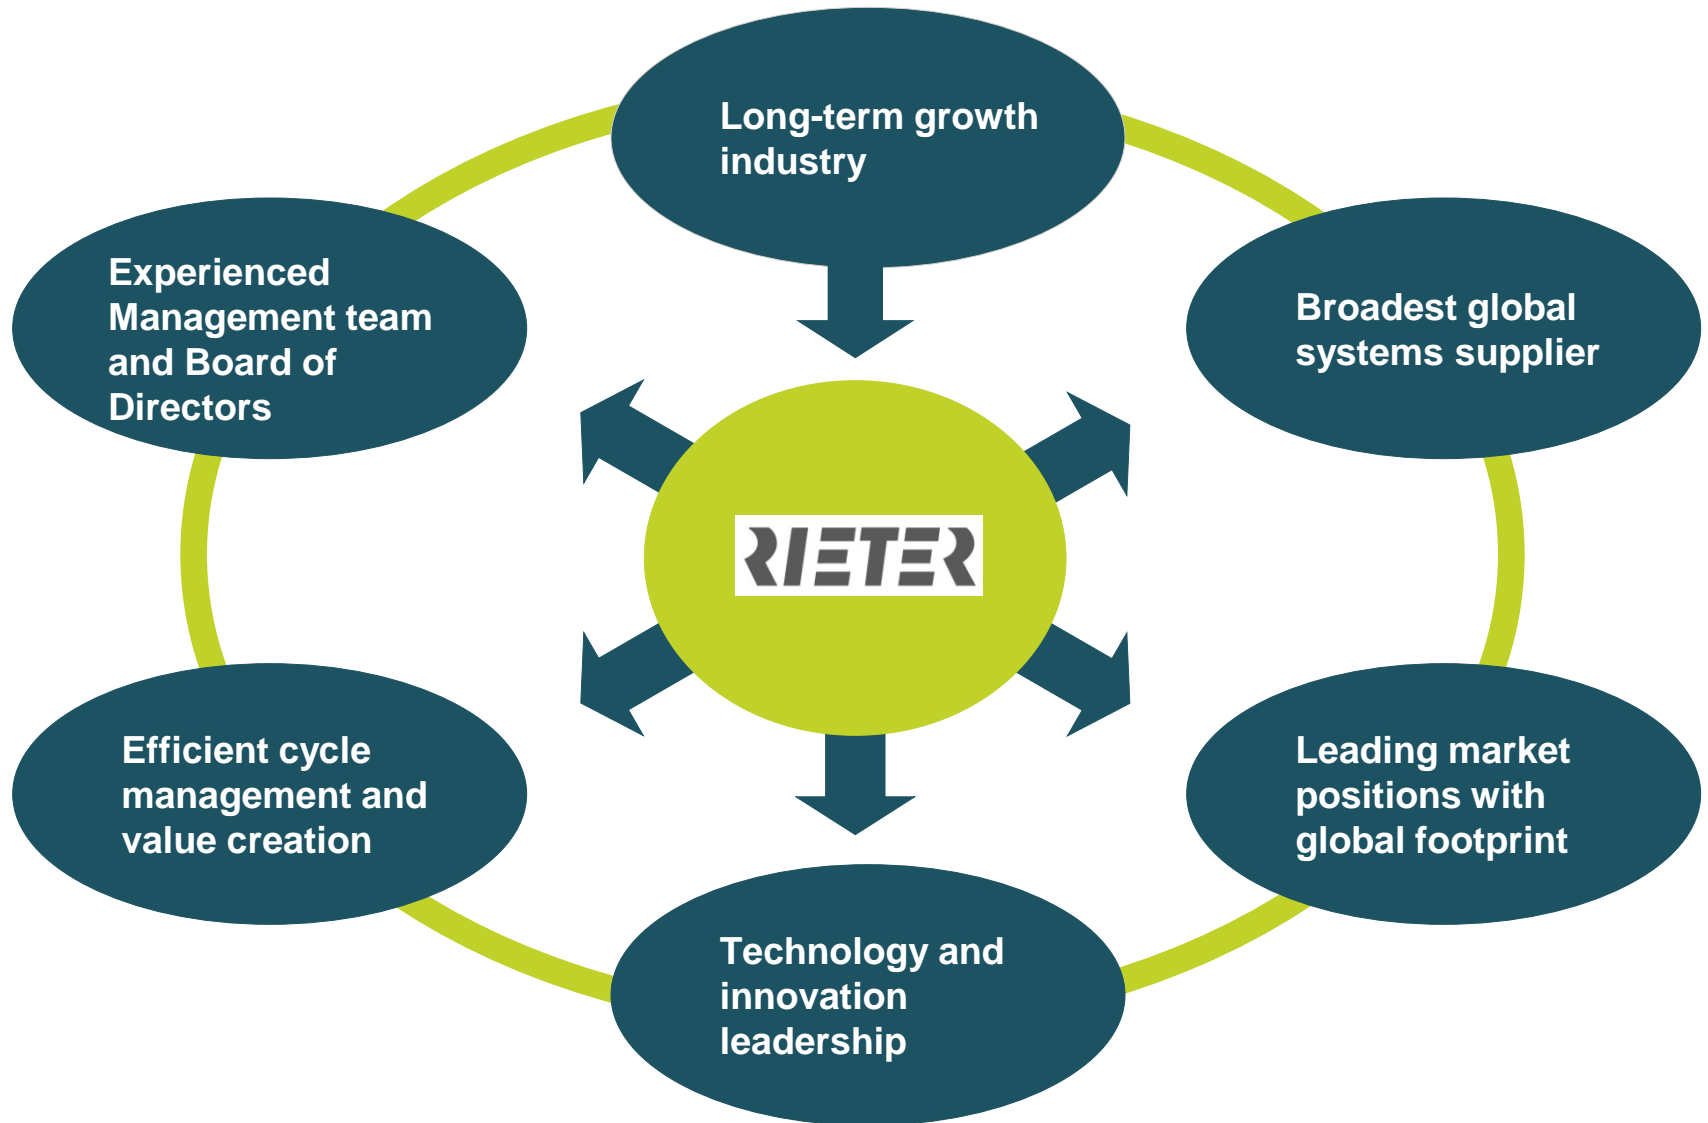 Long-term growth
industry
Experienced
Management team
and Board of
Directors
Broadest global
systems supplier
RIETER
Efficient cycle
management and
value creation
Leading market
positions with
global footprint
Technology and
innovation
leadership